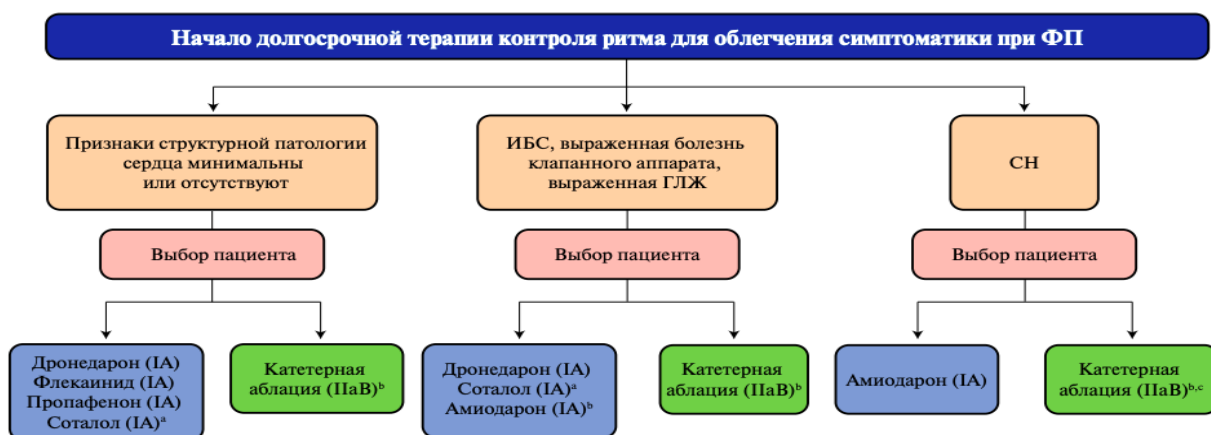 Начало долгосрочной терапии контроля ритма для облегчения симптоматики при ФП
Признаки структурной патологии
сердца минимальны
или отсутствуют
ИБС, выраженная болезнь
клапанного аппарата,
выраженная ГЛЖ
СН
Выбор пациента
Выбор пациента
Выбор пациента
Дронедарон (IA)
Флекаинид (IA)
Пропафенон (IA)
Соталол (IA)ᵃ
Катетерная
аблация (IIaB)ᵇ
Дронедарон (IA)
Соталол (IA)ᵃ
Амиодарон (IA)ᵇ
Катетерная
аблация (IIaB)ᵇ
Амиодарон (IA)
Катетерная
аблация (IIaB)ᵇ,ᶜ